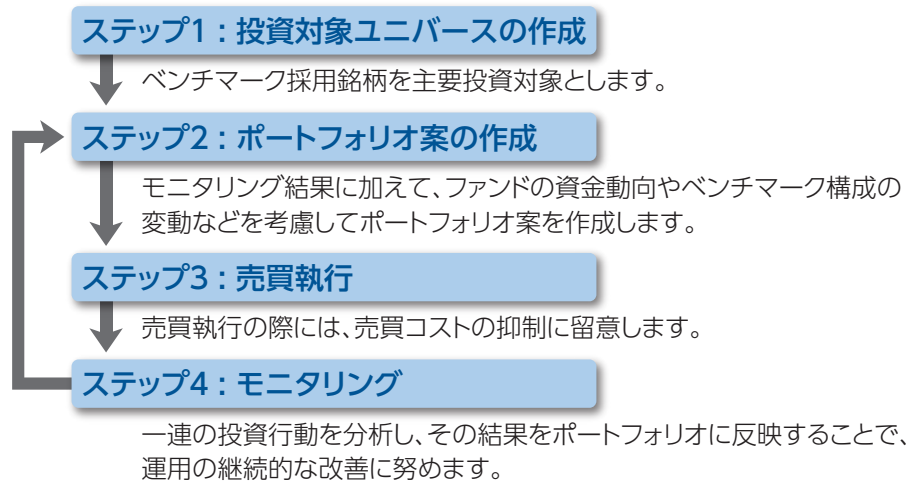 ステップ1：投資対象ユニバースの作成
ベンチマーク採用銘柄を主要投資対象とします。
ステップ2：ポートフォリオ案の作成
モニタリング結果に加えて、ファンドの資金動向やベンチマーク構成の
変動などを考慮してポートフォリオ案を作成します。
ステップ3：売買執行
売買執行の際には、売買コストの抑制に留意します。
ステップ4：モニタリング
一連の投資行動を分析し、その結果をポートフォリオに反映することで、
運用の継続的な改善に努めます。